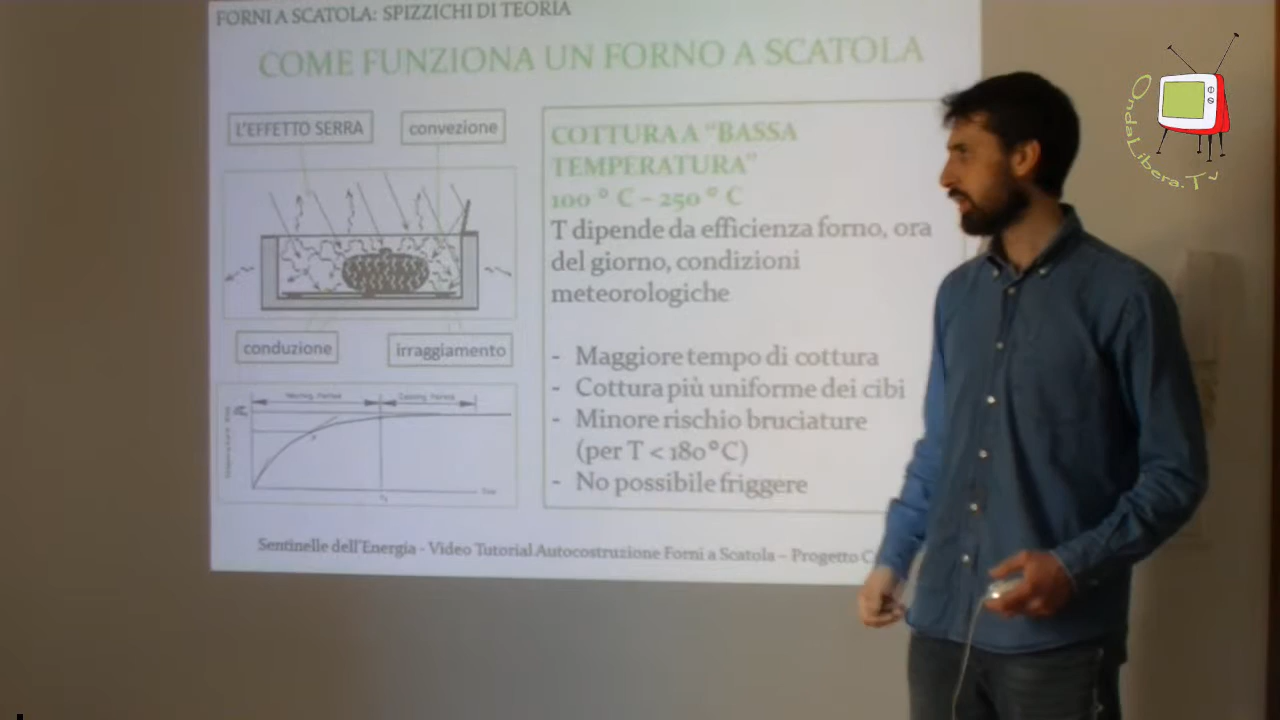 FORNI A SCATOLA: SPIZZICHI DI TEORIA
COME FUNZIONA UN FORNO A SCATOLA
L'EFFETTO SERRA
convezione
conduzione
irraggiamento
COTTURA A “BASSA
TEMPERATURA”
100 ° C – 250 ° C
T dipende da efficienza forno, ora
del giorno, condizioni
meteorologiche
- Maggiore tempo di cottura
- Cottura più uniforme dei cibi
- Minore rischio bruciature
(per T < 180°C)
- No possibile friggere
Sentinelle dell'Energia - Video Tutorial Autocostruzione Forni a Scatola – Progetto
OndaLibera.Tv